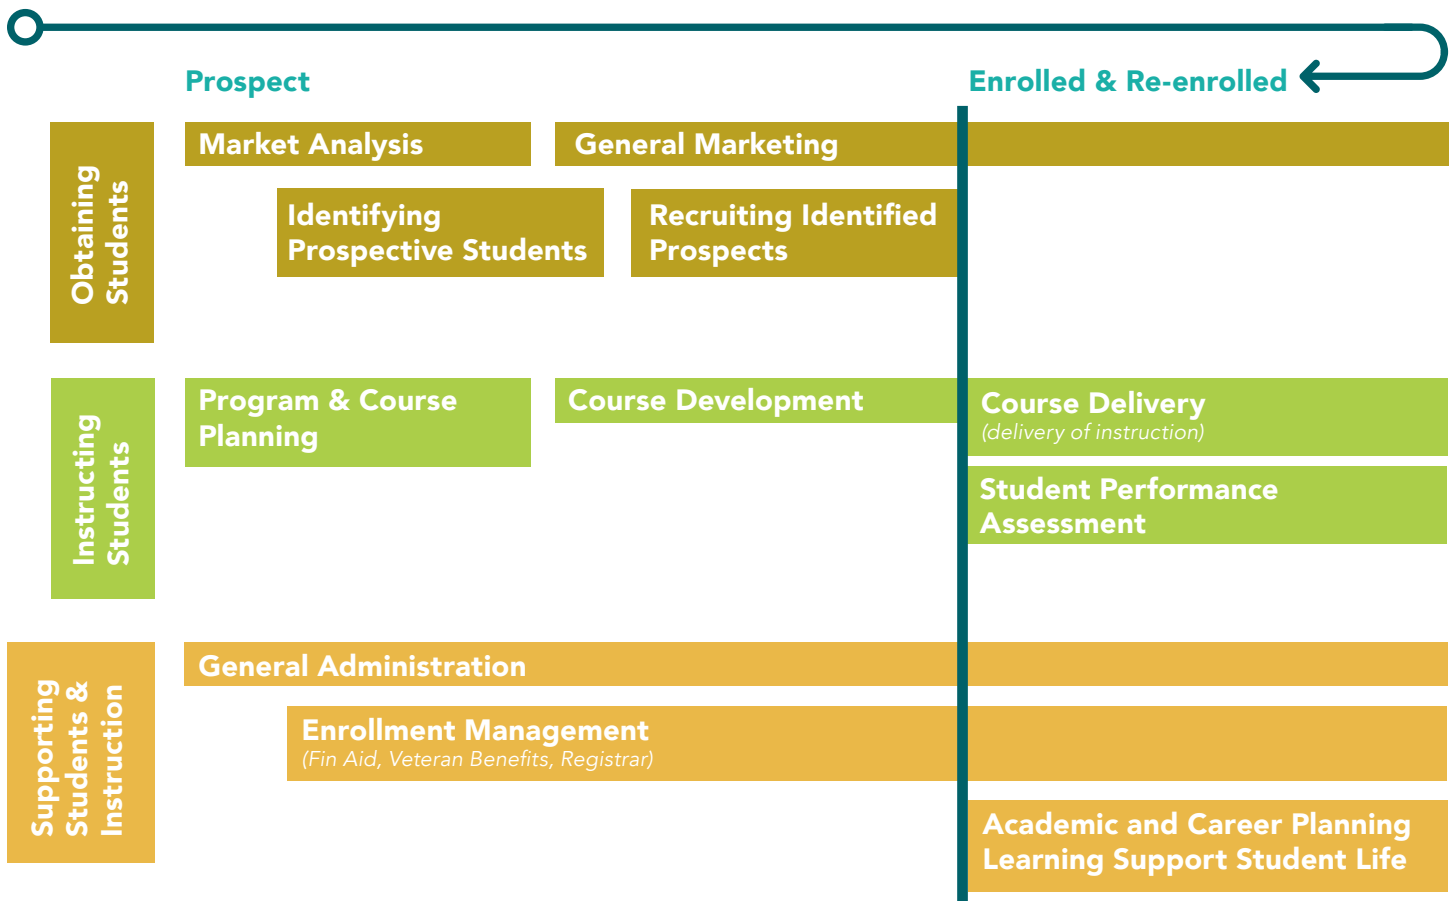 Prospect
Enrolled & Re-enrolled
Obtaining
Students
Market Analysis
General Marketing
Identifying
Prospective Students
Recruiting Identified
Prospects
Instructing
Students
Program & Course
Planning
Course Development
Course Delivery
(delivery of instruction)
Student Performance
Assessment
Supporting
Students &
Instruction
General Administration
Enrollment Management
(Fin Aid, Veteran Benefits, Registrar)
Academic and Career Planning
Learning Support Student Life